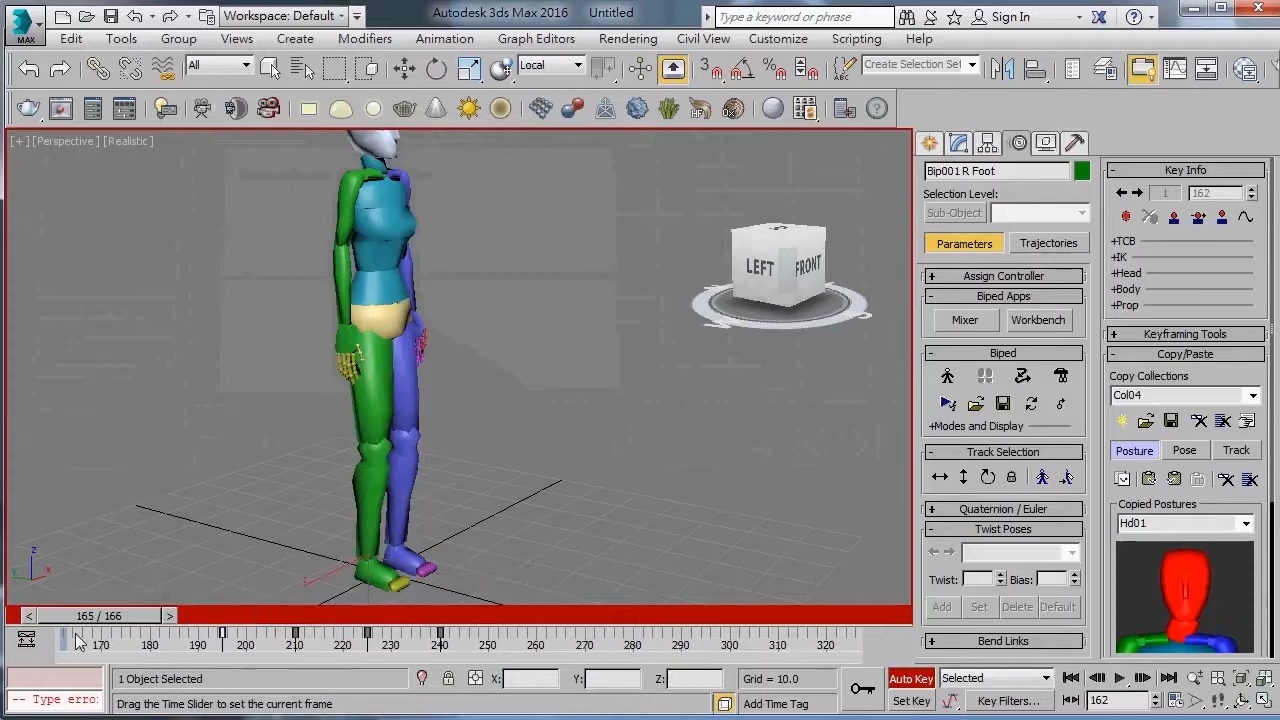 Workspace: Default
Autodesk 3ds Max 2016 Untitled
Type a keyword or phrase
Sign In
MAX
Edit Tools Group Views Create Modifiers Animation Graph Editors Rendering Civil View Customize Scripting Help
All
Local
3
Create Selection Set
[+] [Perspective] [Realistic]
LEFT
FRONT
Bip001 R Foot
Selection Level:
Sub-Object
Parameters Trajectories
+ Assign Controller
- Biped Apps
Mixer Workbench
- Biped
+Modes and Display
- Track Selection
+ Quaternion / Euler
- Twist Poses
Twist: Bias:
Add Set Delete Default
+ Bend Links
- Key Info
1 162
+TCB
+IK
+Head
+Body
+Prop
+ Keyframing Tools
- Copy/Paste
Copy Collections
Col04
Posture Pose Track
Copied Postures
Hd01
z
x
y
< 165 / 166 >
170 180 190 200 210 220 230 240 250 260 270 280 290 300 310 320
1 Object Selected
X: Y: Z:
Grid = 10.0
Auto Key Selected
-- Type erro
Drag the Time Slider to set the current frame
Add Time Tag
Set Key Key Filters...
162